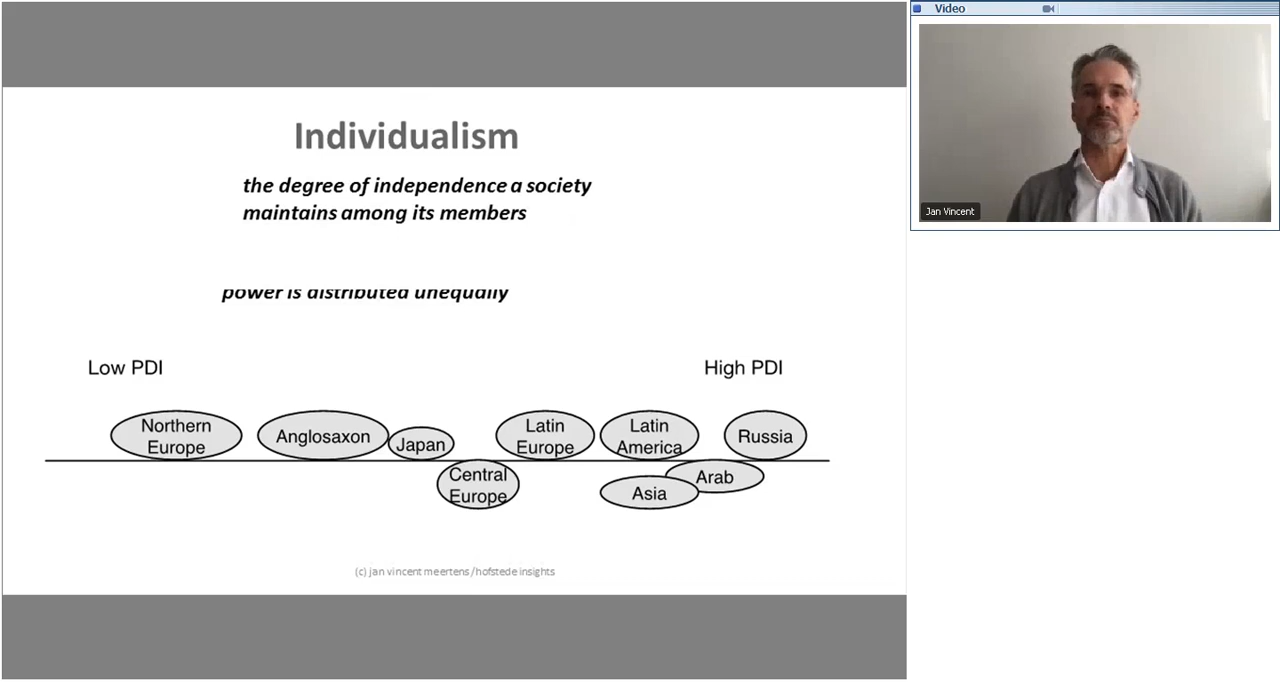 Individualism
the degree of independence a society
maintains among its members
power is distributed unequally
Low PDI
High PDI
Northern
Europe
Anglosaxon
Japan
Central
Europe
Latin
Europe
Latin
America
Russia
Arab
Asia
(c) jan vincent meertens/hofstede insights
Video
Jan Vincent